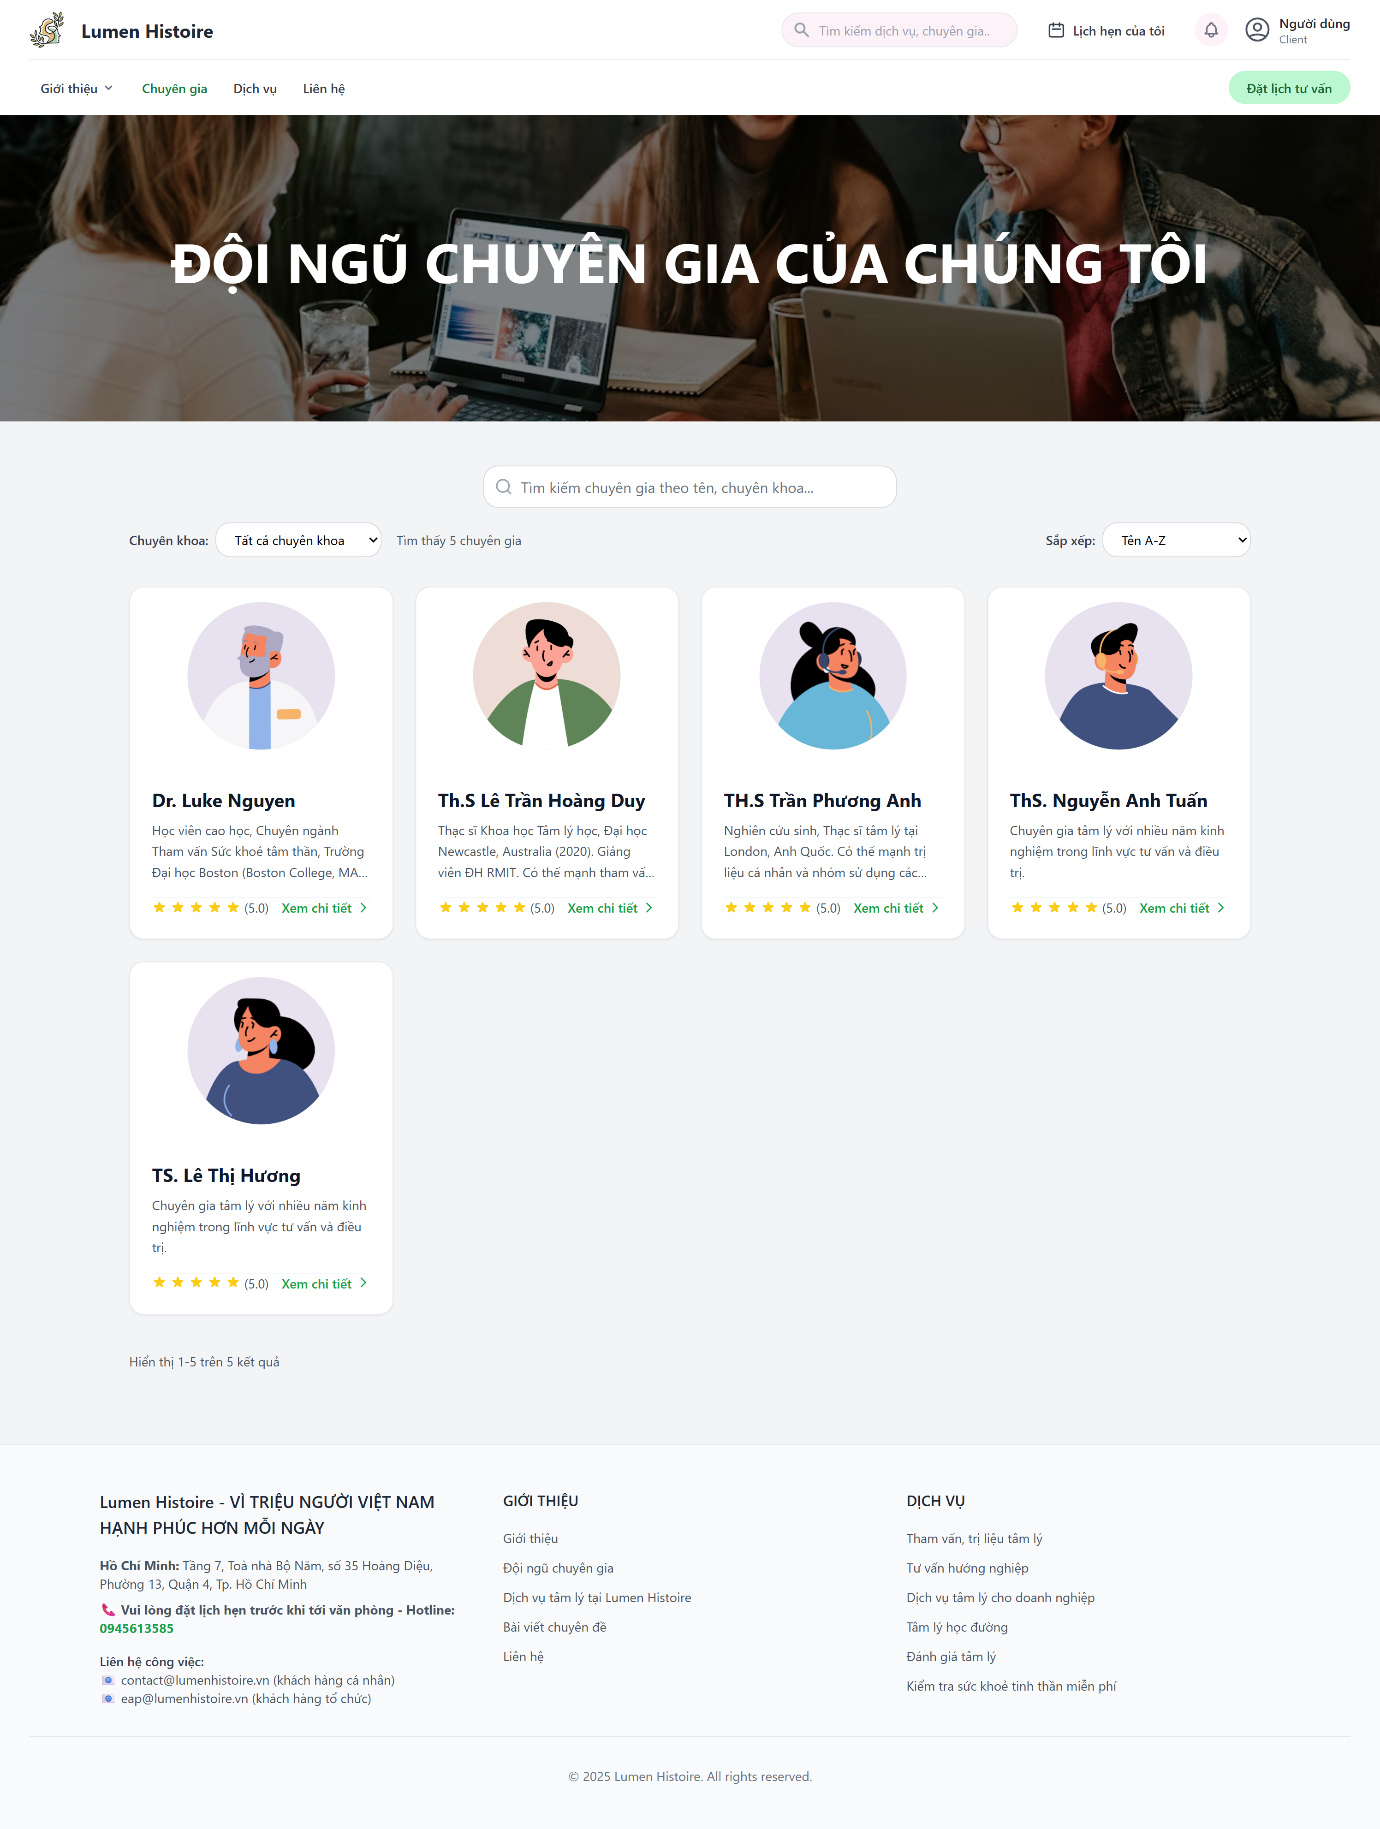 Lumen Histoire
Tìm kiếm dịch vụ, chuyên gia..
Lịch hẹn của tôi
Người dùng
Client
Giới thiệu
Chuyên gia
Dịch vụ
Liên hệ
Đặt lịch tư vấn
ĐỘI NGŨ CHUYÊN GIA CỦA CHÚNG TÔI
Tìm kiếm chuyên gia theo tên, chuyên khoa...
Chuyên khoa:
Tất cả chuyên khoa
Tìm thấy 5 chuyên gia
Sắp xếp:
Tên A-Z
Dr. Luke Nguyen
Học viên cao học, Chuyên ngành
Tham vấn Sức khoẻ tâm thần, Trường
Đại học Boston (Boston College, MA...
(5.0)
Xem chi tiết
Th.S Lê Trần Hoàng Duy
Thạc sĩ Khoa học Tâm lý học, Đại học
Newcastle, Australia (2020). Giảng
viên ĐH RMIT. Có thế mạnh tham vấ...
(5.0)
Xem chi tiết
TH.S Trần Phương Anh
Nghiên cứu sinh, Thạc sĩ tâm lý tại
London, Anh Quốc. Có thế mạnh trị
liệu cá nhân và nhóm sử dụng các...
(5.0)
Xem chi tiết
ThS. Nguyễn Anh Tuấn
Chuyên gia tâm lý với nhiều năm kinh
nghiệm trong lĩnh vực tư vấn và điều
trị.
(5.0)
Xem chi tiết
TS. Lê Thị Hương
Chuyên gia tâm lý với nhiều năm kinh
nghiệm trong lĩnh vực tư vấn và điều
trị.
(5.0)
Xem chi tiết
Hiển thị 1-5 trên 5 kết quả
Lumen Histoire - VÌ TRIỆU NGƯỜI VIỆT NAM
HẠNH PHÚC HƠN MỖI NGÀY
Hồ Chí Minh: Tầng 7, Toà nhà Bộ Năm, số 35 Hoàng Diệu,
Phường 13, Quận 4, Tp. Hồ Chí Minh
Vui lòng đặt lịch hẹn trước khi tới văn phòng - Hotline:
0945613585
Liên hệ công việc:
contact@lumenhistoire.vn (khách hàng cá nhân)
eap@lumenhistoire.vn (khách hàng tổ chức)
GIỚI THIỆU
Giới thiệu
Đội ngũ chuyên gia
Dịch vụ tâm lý tại Lumen Histoire
Bài viết chuyên đề
Liên hệ
DỊCH VỤ
Tham vấn, trị liệu tâm lý
Tư vấn hướng nghiệp
Dịch vụ tâm lý cho doanh nghiệp
Tâm lý học đường
Đánh giá tâm lý
Kiểm tra sức khoẻ tinh thần miễn phí
© 2025 Lumen Histoire. All rights reserved.